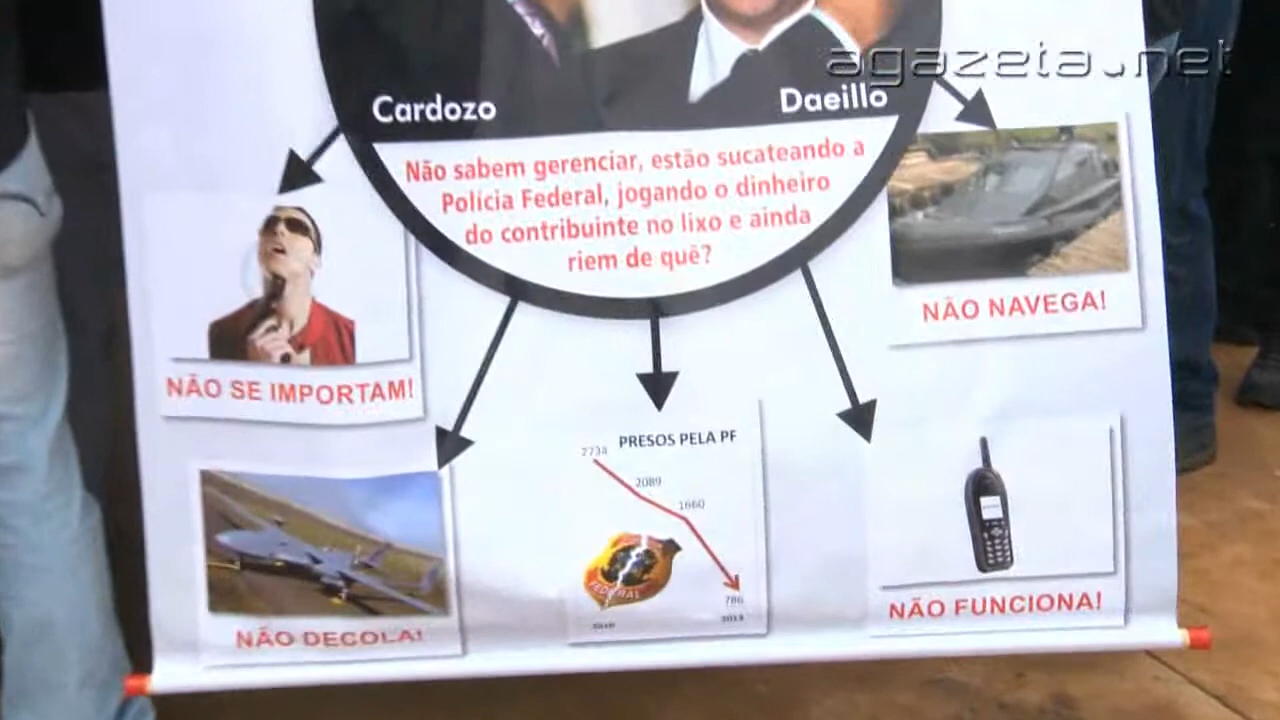 agazeta.net
Cardozo
Daeillo
Não sabem gerenciar, estão sucateando a
Polícia Federal, jogando o dinheiro
do contribuinte no lixo e ainda
riem de quê?
NÃO SE IMPORTAM!
NÃO NAVEGA!
PRESOS PELA PF
2734
2089
1660
786
2013
FEDERAL
NÃO DECOLA!
NÃO FUNCIONA!